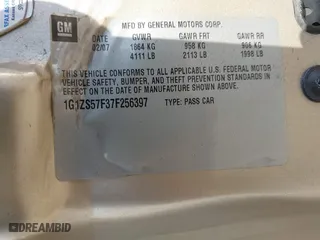 GM
MFD BY GENERAL MOTORS CORP.
DATE GVWR GAWR FRT GAWR RR
02/07 1864 KG 958 KG 906 KG
4111 LB 2113 LB 1998 LB
THIS VEHICLE CONFORMS TO ALL APPLICABLE U.S. FEDERAL MOTOR
VEHICLE SAFETY, BUMPER, AND THEFT PREVENTION STANDARDS
IN EFFECT ON THE DATE OF MANUFACTURE SHOWN ABOVE.
1G1ZS57F37F256397 TYPE: PASS CAR
DREAMBID